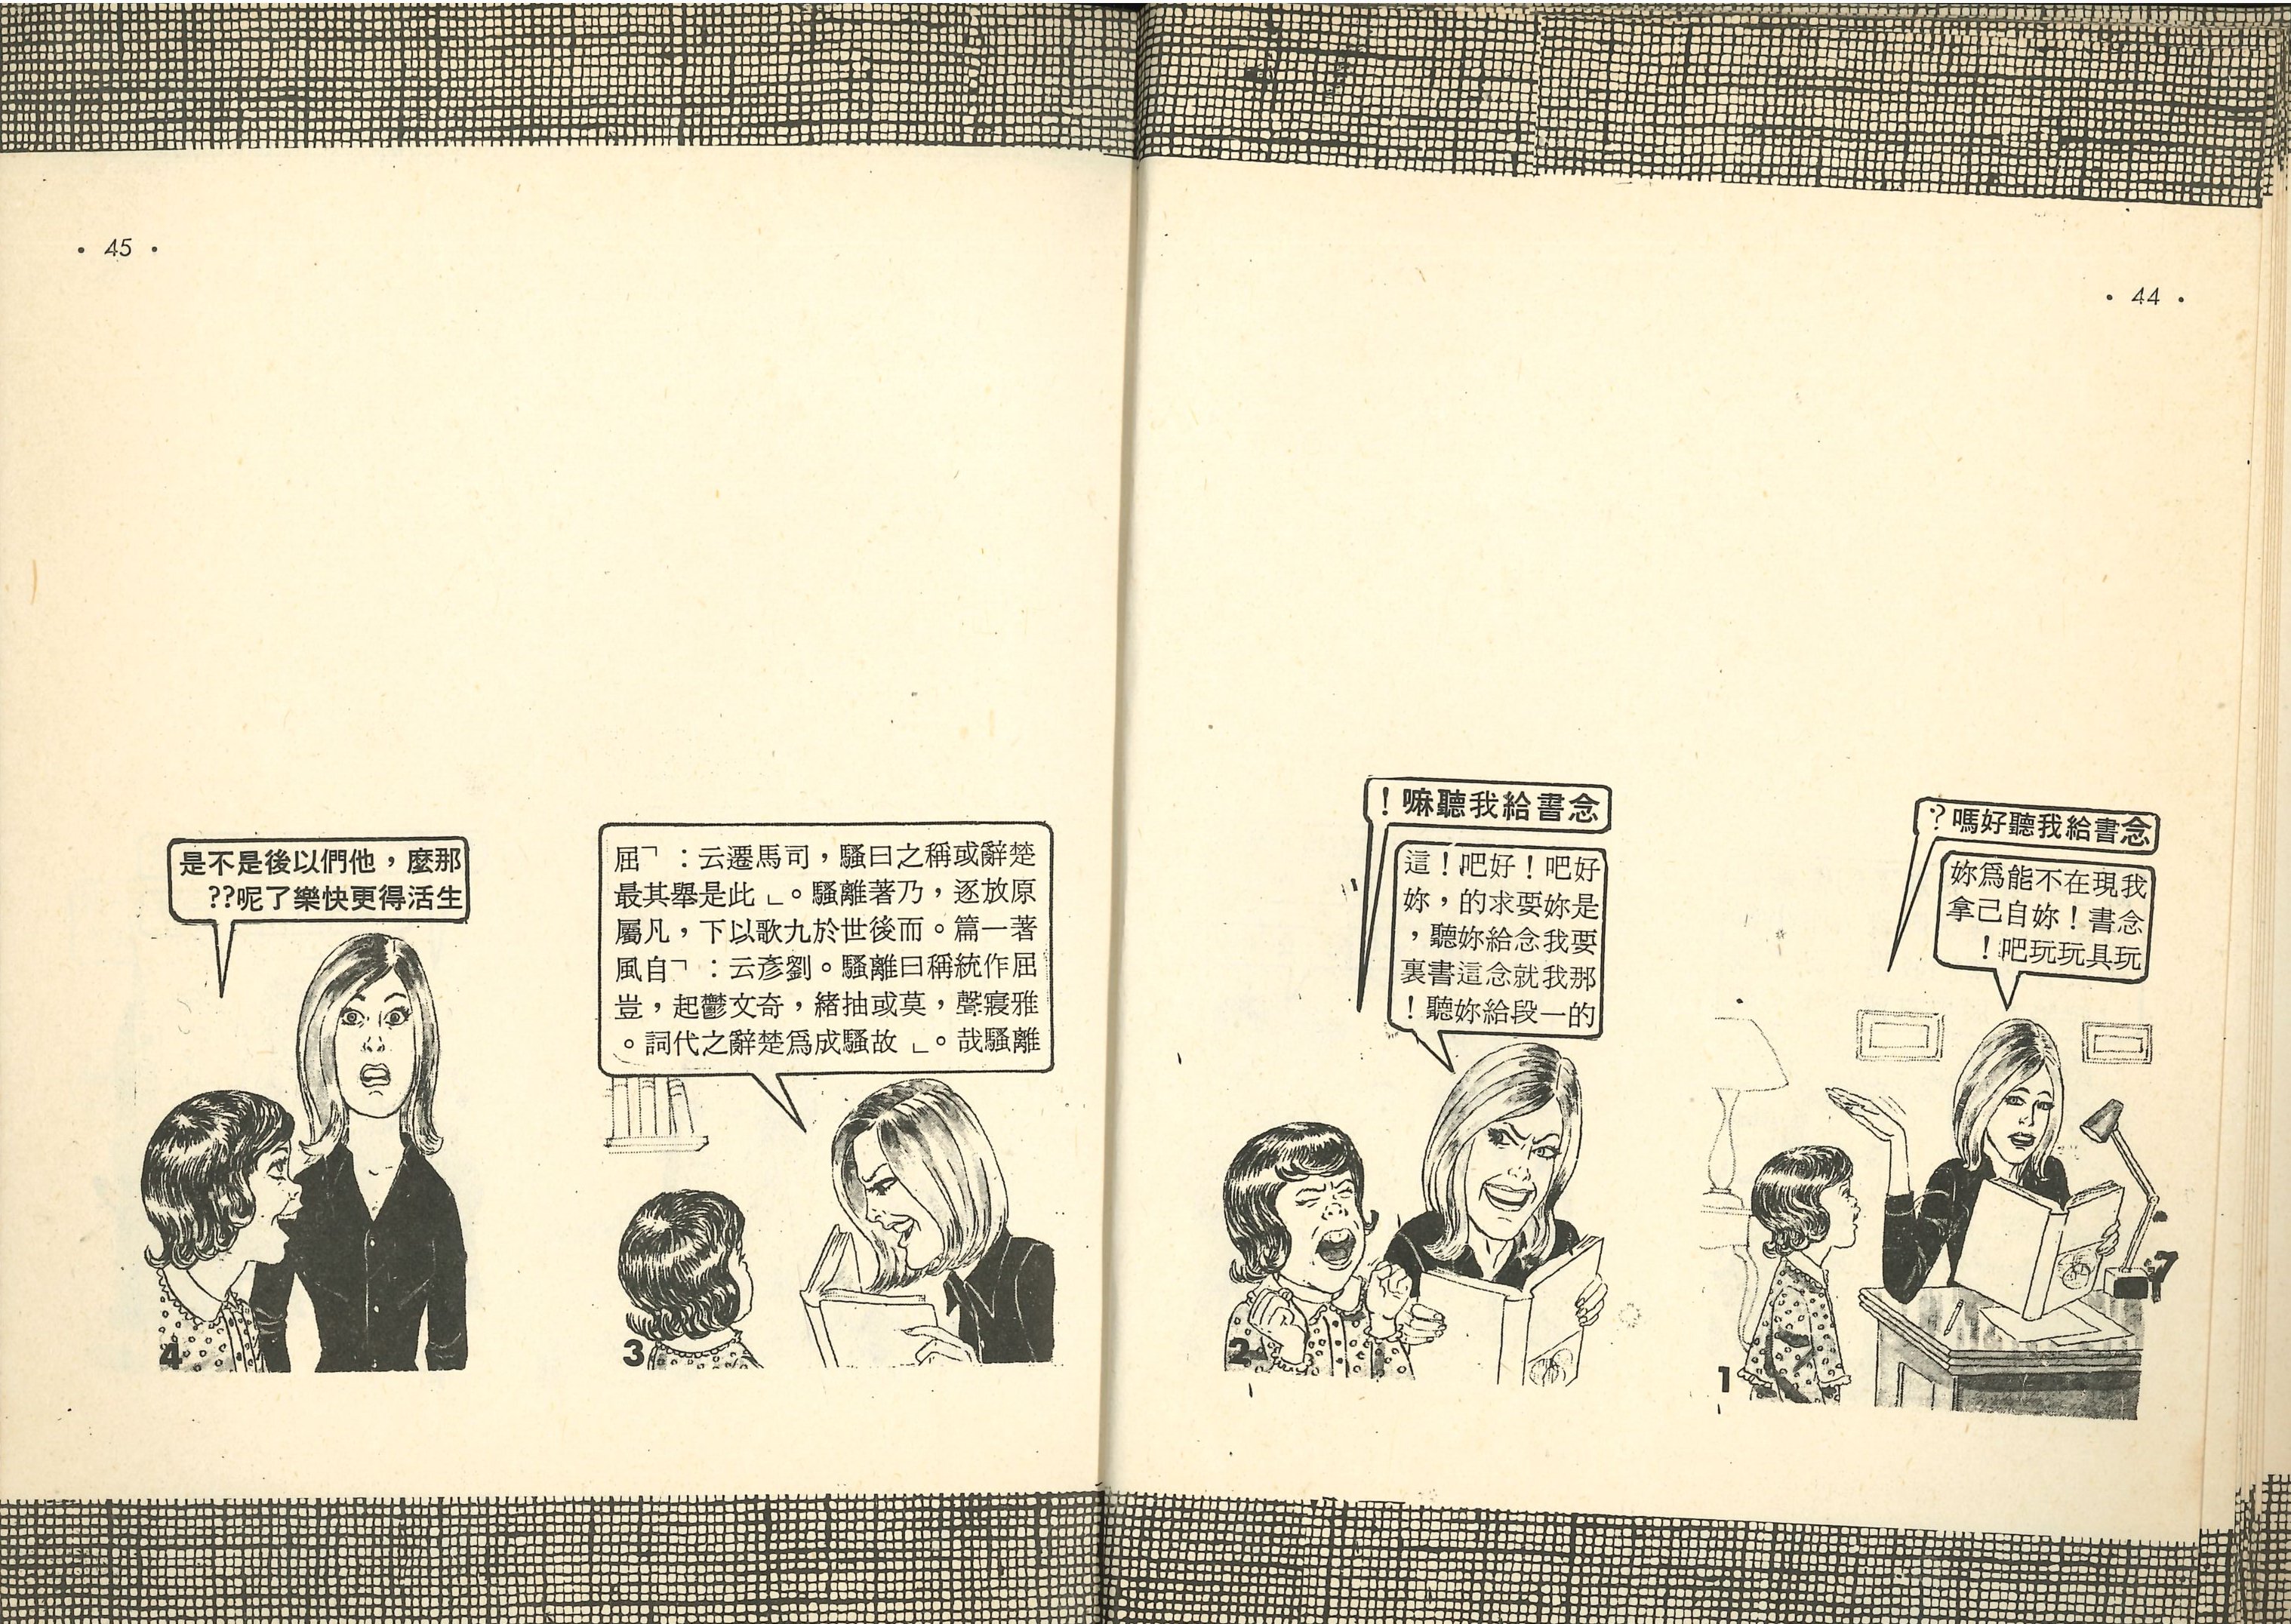 • 44 •
念書給我聽好嗎？
我現在不能為妳
念書！妳自己拿
玩具玩玩吧！
1
念書給我聽嘛！
好吧！好吧！這
是妳要求的，妳
要我念給妳聽，
那我就念這書裏
的一段給妳聽！
2
• 45 •
楚辭或稱之曰騷，司馬遷云：「屈
原放逐，乃著離騷。」此是舉其最
著一篇。而後世於九歌以下，凡屬
屈作統稱曰離騷。劉彥云：「自風
雅寢聲，莫或抽緒，奇文鬱起，豈
離騷哉。」故騷成為楚辭之代詞。
3
那麼，他們以後是不是
生活得更快樂了呢??
4